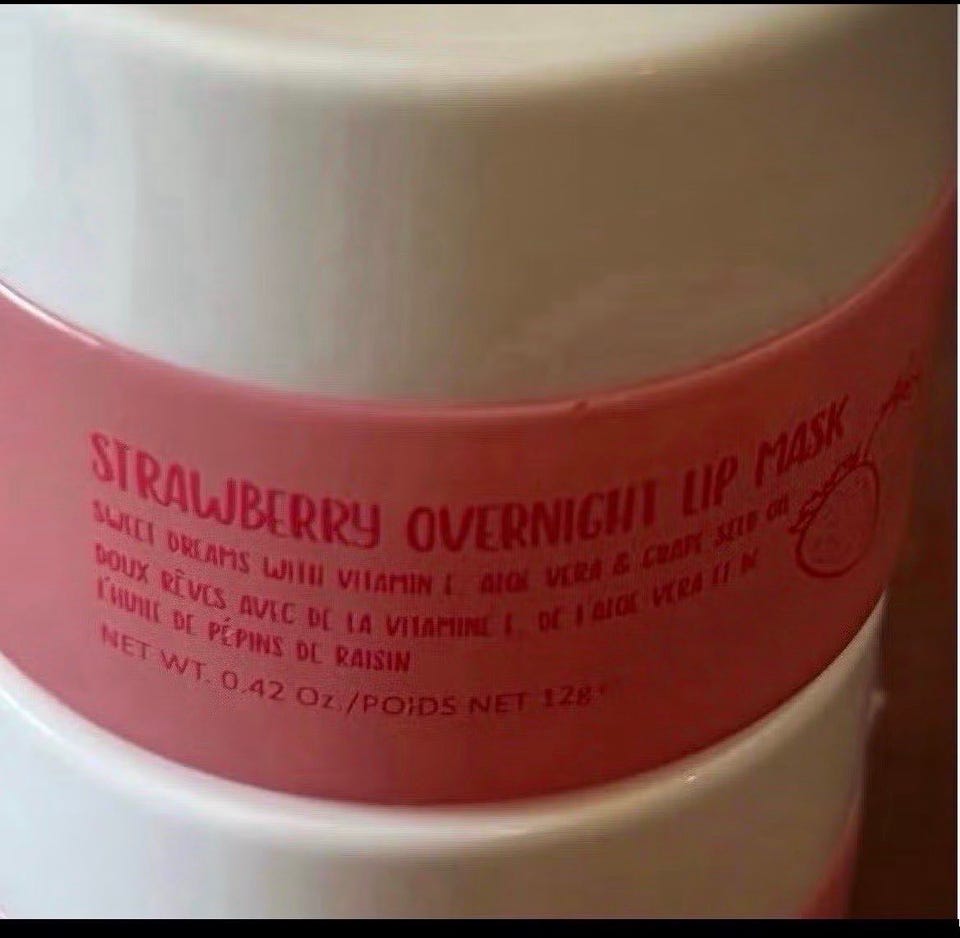 STRAWBERRY OVERNIGHT LIP MASK
SWEET DREAMS WITH VITAMIN E, ALOE VERA & GRAPE SEED OIL
DOUX RÊVES AVEC DE LA VITAMINE E, DE l'ALOE VERA ET DE
l'HUILE DE PÉPINS DE RAISIN
NET WT. 0.42 Oz./POIDS NET 12g